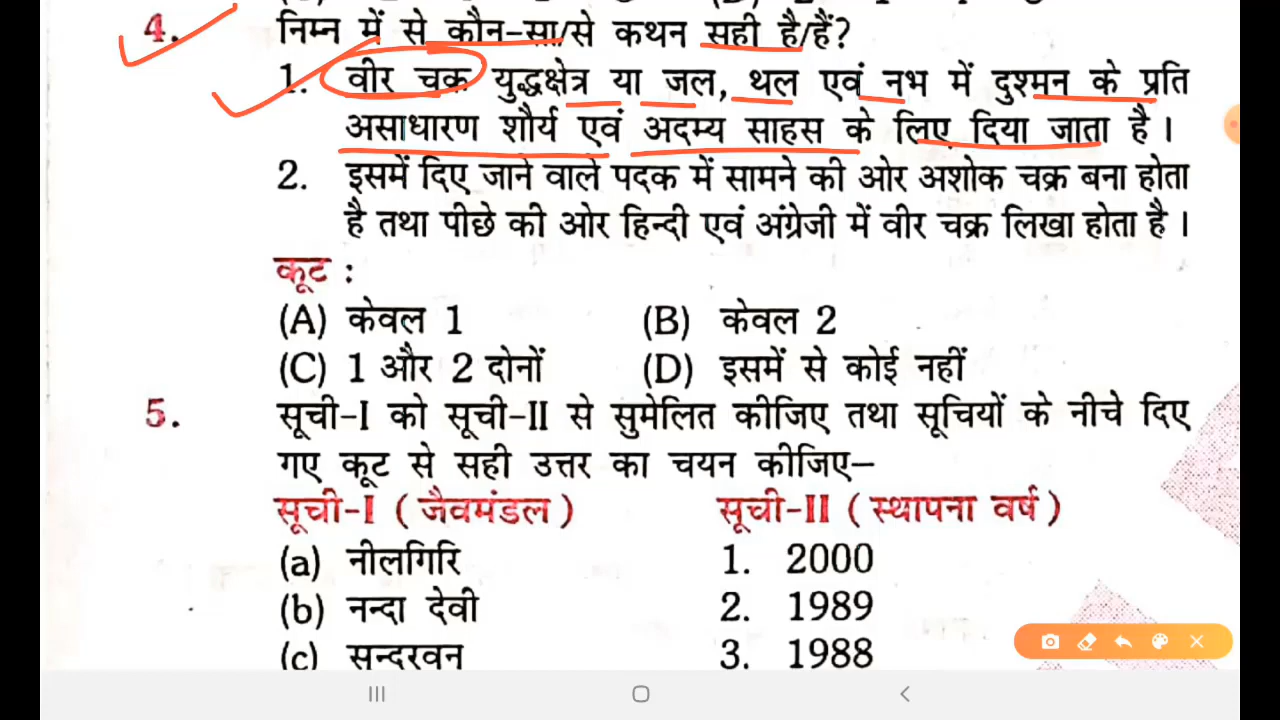 4. निम्न में से कौन-सा/से कथन सही है/हैं?
1. वीर चक्र युद्धक्षेत्र या जल, थल एवं नभ में दुश्मन के प्रति
असाधारण शौर्य एवं अदम्य साहस के लिए दिया जाता है।
2. इसमें दिए जाने वाले पदक में सामने की ओर अशोक चक्र बना होता
है तथा पीछे की ओर हिन्दी एवं अंग्रेजी में वीर चक्र लिखा होता है।
कूट :
(A) केवल 1 (B) केवल 2
(C) 1 और 2 दोनों (D) इसमें से कोई नहीं
5. सूची-I को सूची-II से सुमेलित कीजिए तथा सूचियों के नीचे दिए
गए कूट से सही उत्तर का चयन कीजिए–
सूची-I (जैवमंडल) सूची-II (स्थापना वर्ष)
(a) नीलगिरि 1. 2000
(b) नन्दा देवी 2. 1989
(c) सुन्दरवन 3. 1988